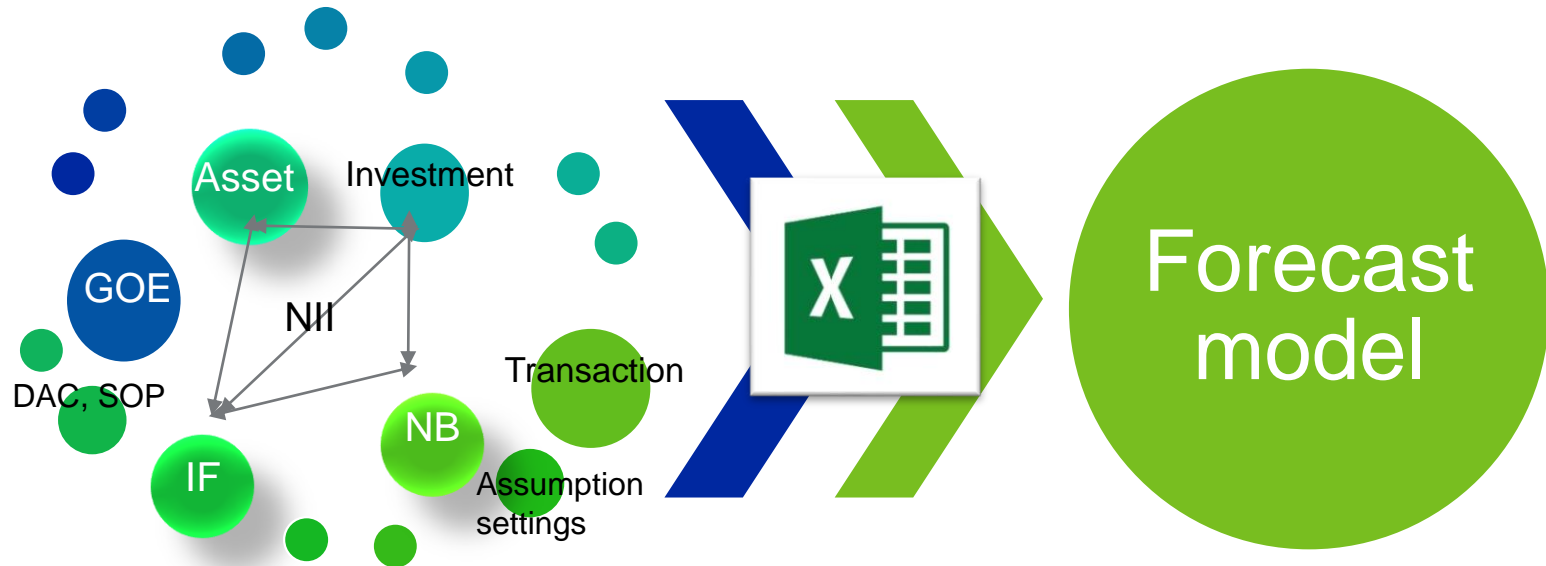 Asset
Investment
GOE
NII
DAC, SOP
Transaction
NB
IF
Assumption
settings
X
Forecast
model